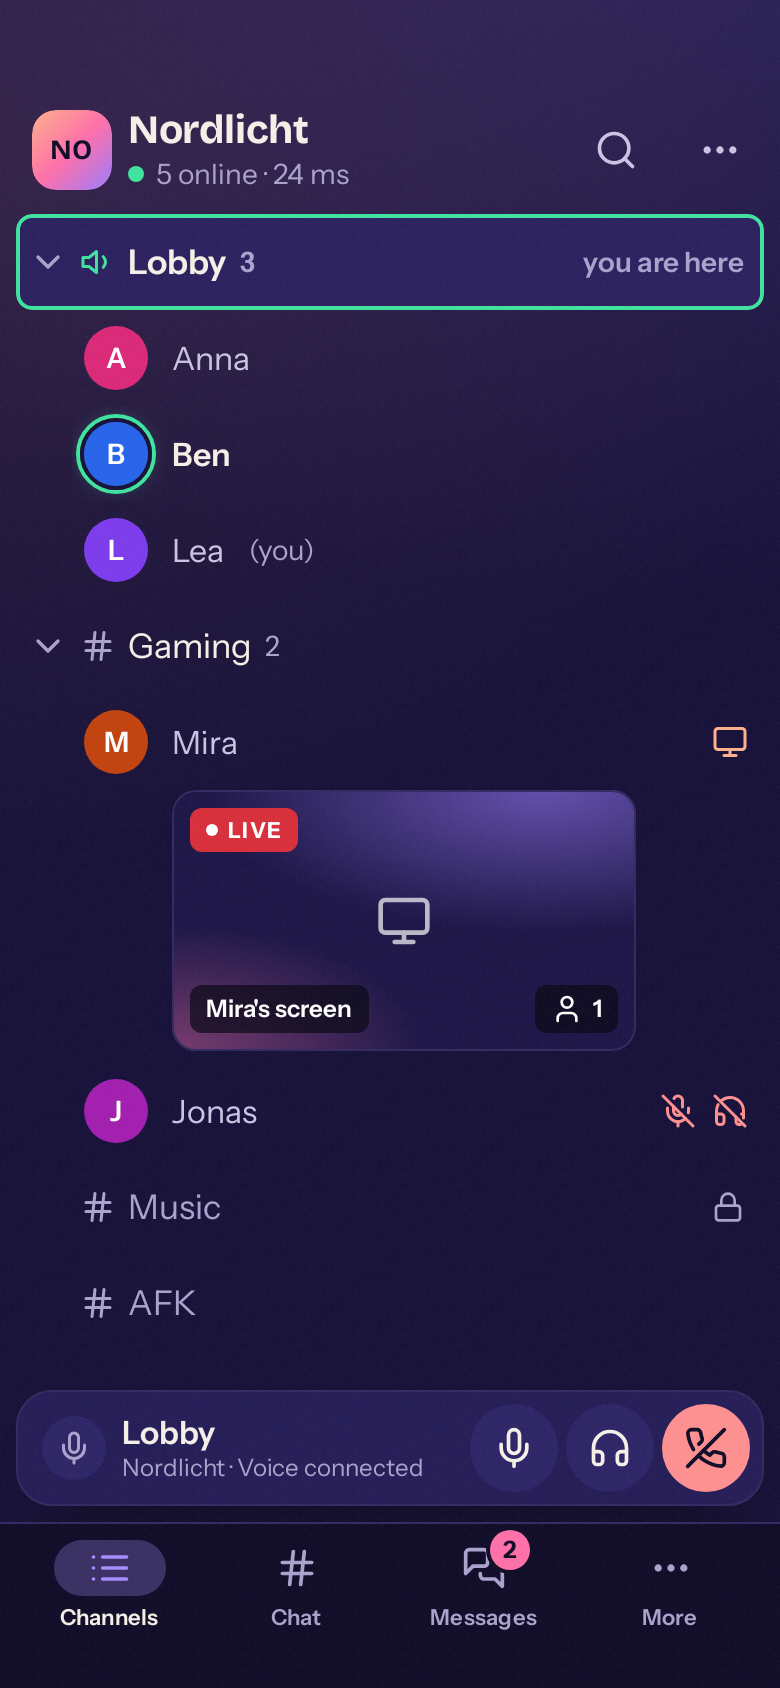 NO
Nordlicht
5 online · 24 ms
Lobby 3 you are here
A Anna
B Ben
L Lea (you)
# Gaming 2
M Mira
LIVE
Mira's screen 1
J Jonas
# Music
# AFK
Lobby
Nordlicht · Voice connected
2
Channels Chat Messages More